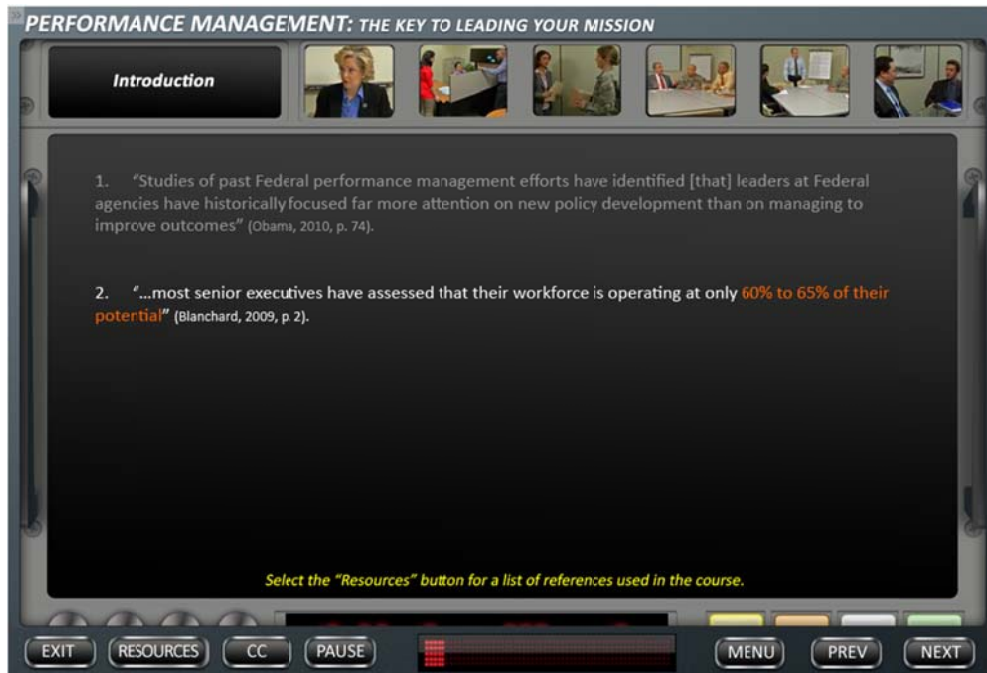 PERFORMANCE MANAGEMENT: THE KEY TO LEADING YOUR MISSION
Introduction
1. “Studies of past Federal performance management efforts have identified [that] leaders at Federal
agencies have historically focused far more attention on new policy development than on managing to
improve outcomes” (Obama, 2010, p. 74).
2. “...most senior executives have assessed that their workforce is operating at only 60% to 65% of their
potential” (Blanchard, 2009, p 2).
Select the “Resources” button for a list of references used in the course.
EXIT RESOURCES CC PAUSE MENU PREV NEXT